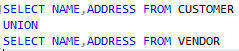 SELECT NAME,ADDRESS FROM CUSTOMER
UNION
SELECT NAME,ADDRESS FROM VENDOR